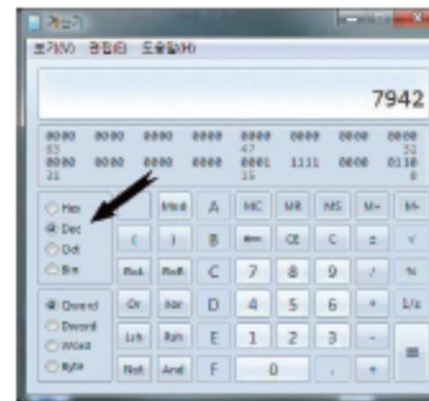 계산기
보기(V) 편집(E) 도움말(H)
7942
0000 0000 0000 0000 0000 0000 0000 0000
63 47 32
0000 0000 0000 0000 0001 1111 0000 0110
31 15 0
Hex Mod A MC MR MS M+ M-
Dec ( ) B ← CE C ± √
Oct
Bin RoL RoR C 7 8 9 / %
Qword Or Xor D 4 5 6 * 1/x
Dword Lsh Rsh E 1 2 3 - =
Word
Byte Not And F 0 . +